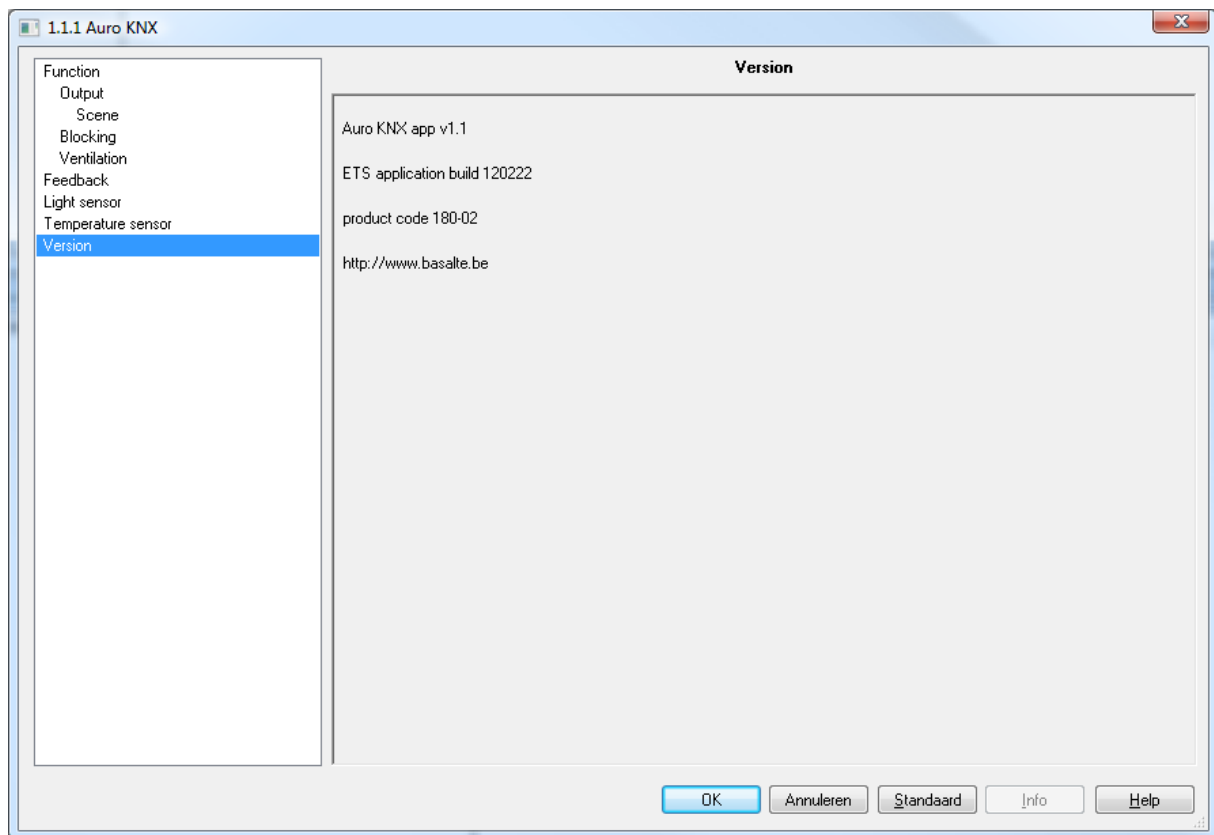 1.1.1 Auro KNX
Function
Output
Scene
Blocking
Ventilation
Feedback
Light sensor
Temperature sensor
Version
Version
Auro KNX app v1.1
ETS application build 120222
product code 180-02
http://www.basalte.be
OK
Annuleren
Standaard
Info
Help